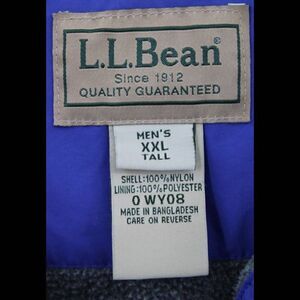 L.L.Bean®
Since 1912
QUALITY GUARANTEED
MEN'S
XXL
TALL
SHELL:100%NYLON
LINING:100%POLYESTER
0 WY08
MADE IN BANGLADESH
CARE ON REVERSE